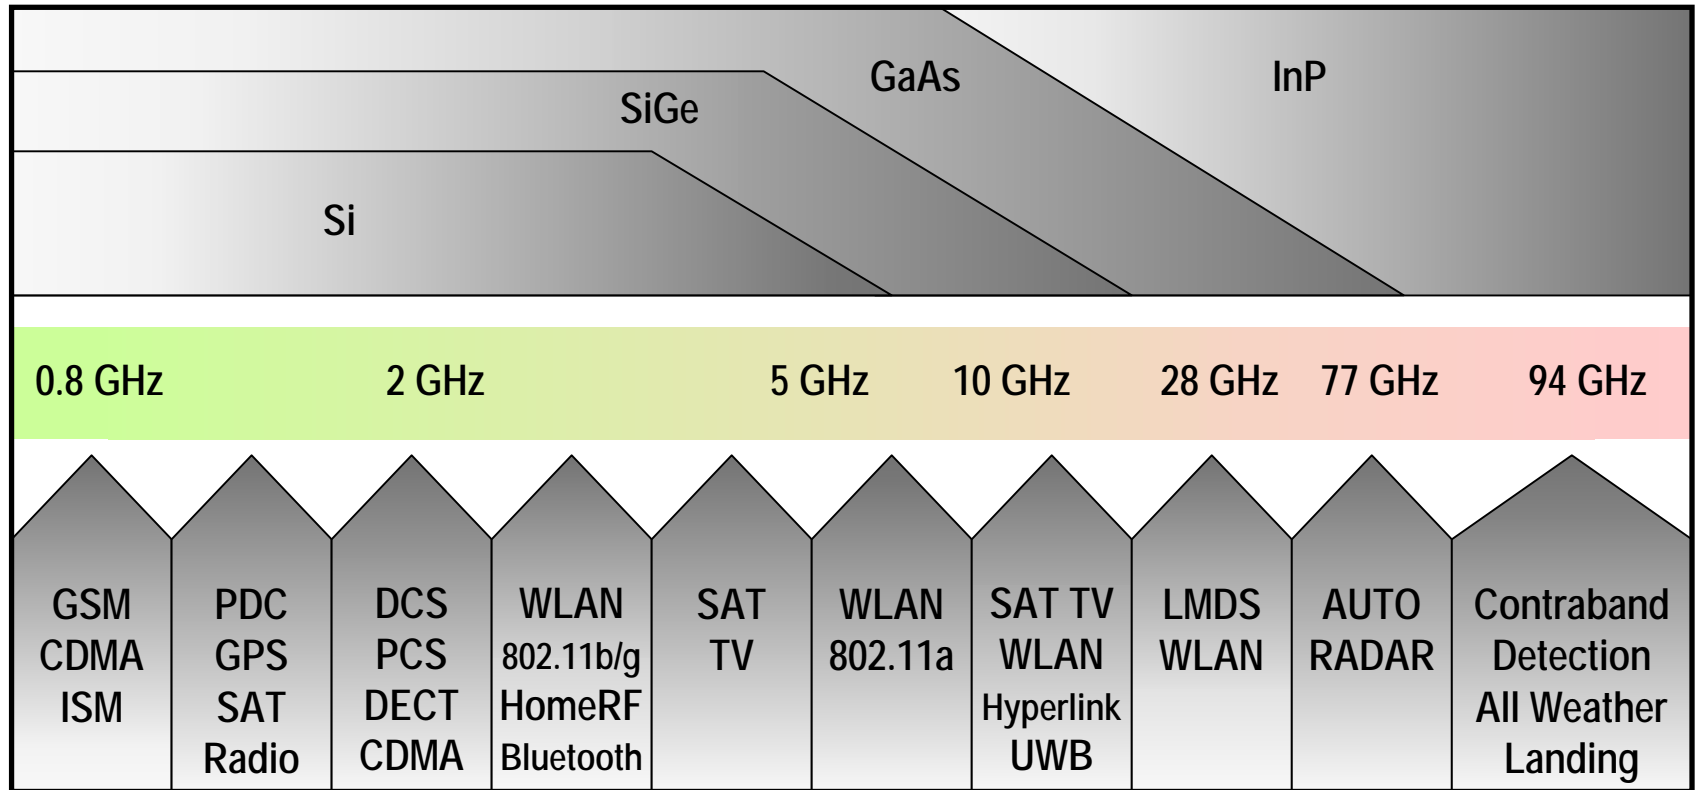 GaAs
InP
SiGe
Si
0.8 GHz
2 GHz
5 GHz
10 GHz
28 GHz
77 GHz
94 GHz
GSM
CDMA
ISM
PDC
GPS
SAT
Radio
DCS
PCS
DECT
CDMA
WLAN
802.11b/g
HomeRF
Bluetooth
SAT
TV
WLAN
802.11a
SAT TV
WLAN
Hyperlink
UWB
LMDS
WLAN
AUTO
RADAR
Contraband
Detection
All Weather
Landing